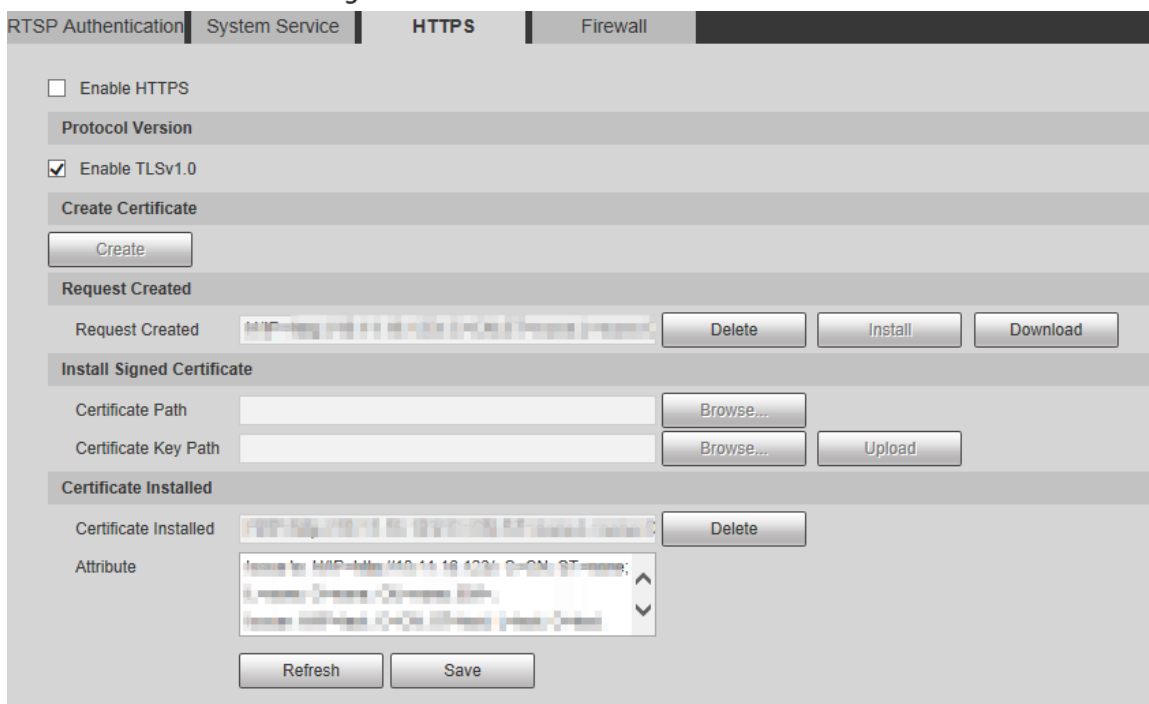 RTSP Authentication System Service HTTPS Firewall
Enable HTTPS
Protocol Version
Enable TLSv1.0
Create Certificate
Create
Request Created
Request Created Delete Install Download
Install Signed Certificate
Certificate Path Browse...
Certificate Key Path Browse... Upload
Certificate Installed
Certificate Installed Delete
Attribute
Refresh Save